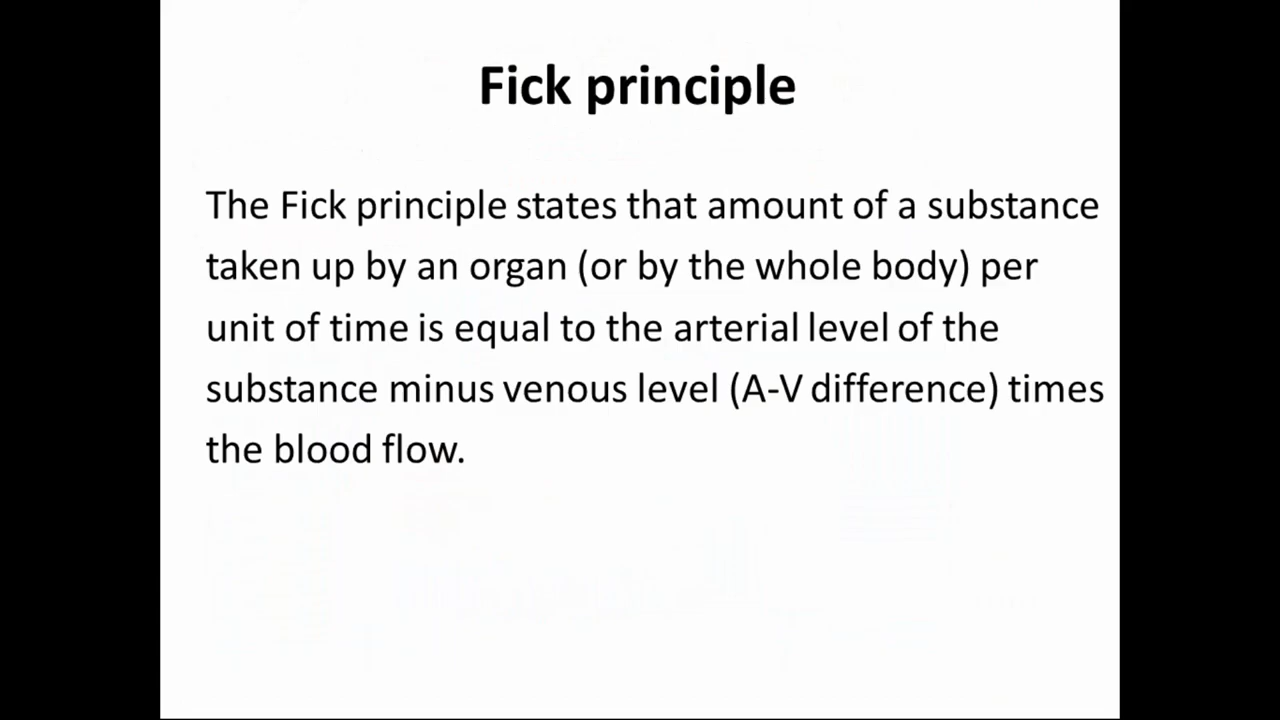 Fick principle
The Fick principle states that amount of a substance
taken up by an organ (or by the whole body) per
unit of time is equal to the arterial level of the
substance minus venous level (A-V difference) times
the blood flow.